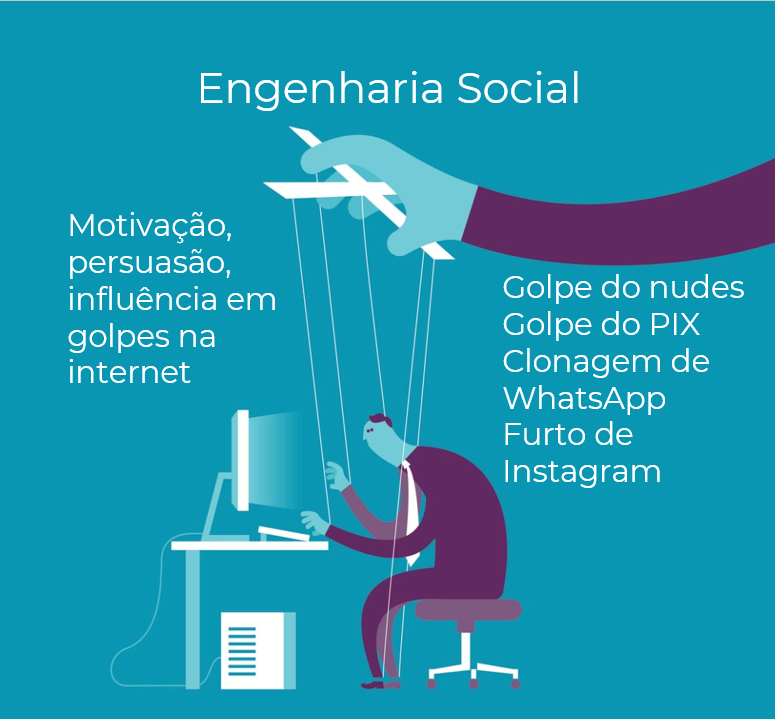 Engenharia Social
Motivação,
persuasão,
influência em
golpes na
internet
Golpe do nudes
Golpe do PIX
Clonagem de
WhatsApp
Furto de
Instagram